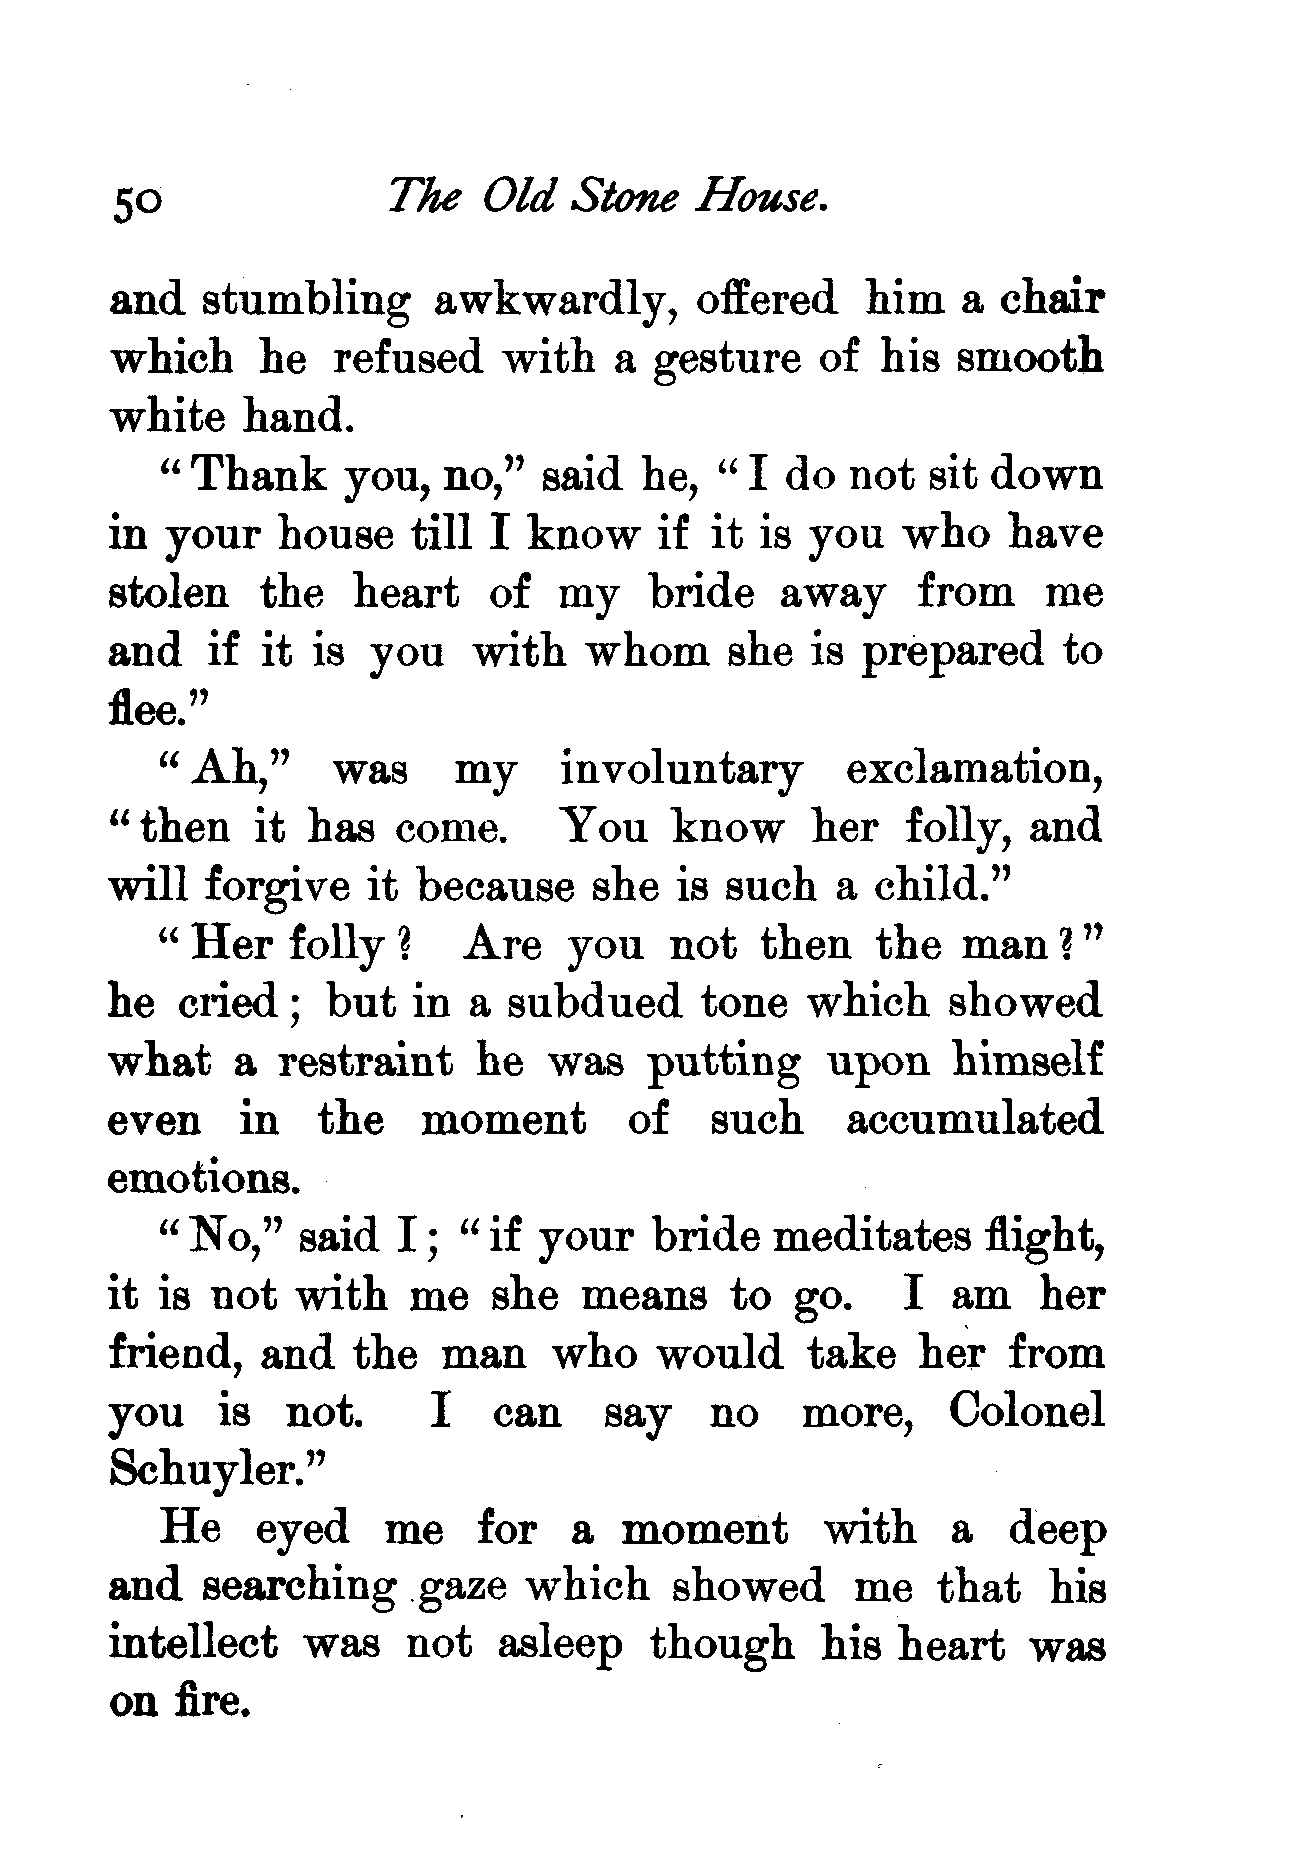 50 The Old Stone House.
and stumbling awkwardly, offered him a chair
which he refused with a gesture of his smooth
white hand.
"Thank you, no," said he, "I do not sit down
in your house till I know if it is you who have
stolen the heart of my bride away from me
and if it is you with whom she is prepared to
flee."
"Ah," was my involuntary exclamation,
"then it has come. You know her folly, and
will forgive it because she is such a child."
"Her folly? Are you not then the man?"
he cried; but in a subdued tone which showed
what a restraint he was putting upon himself
even in the moment of such accumulated
emotions.
"No," said I; "if your bride meditates flight,
it is not with me she means to go. I am her
friend, and the man who would take her from
you is not. I can say no more, Colonel
Schuyler."
He eyed me for a moment with a deep
and searching gaze which showed me that his
intellect was not asleep though his heart was
on fire.